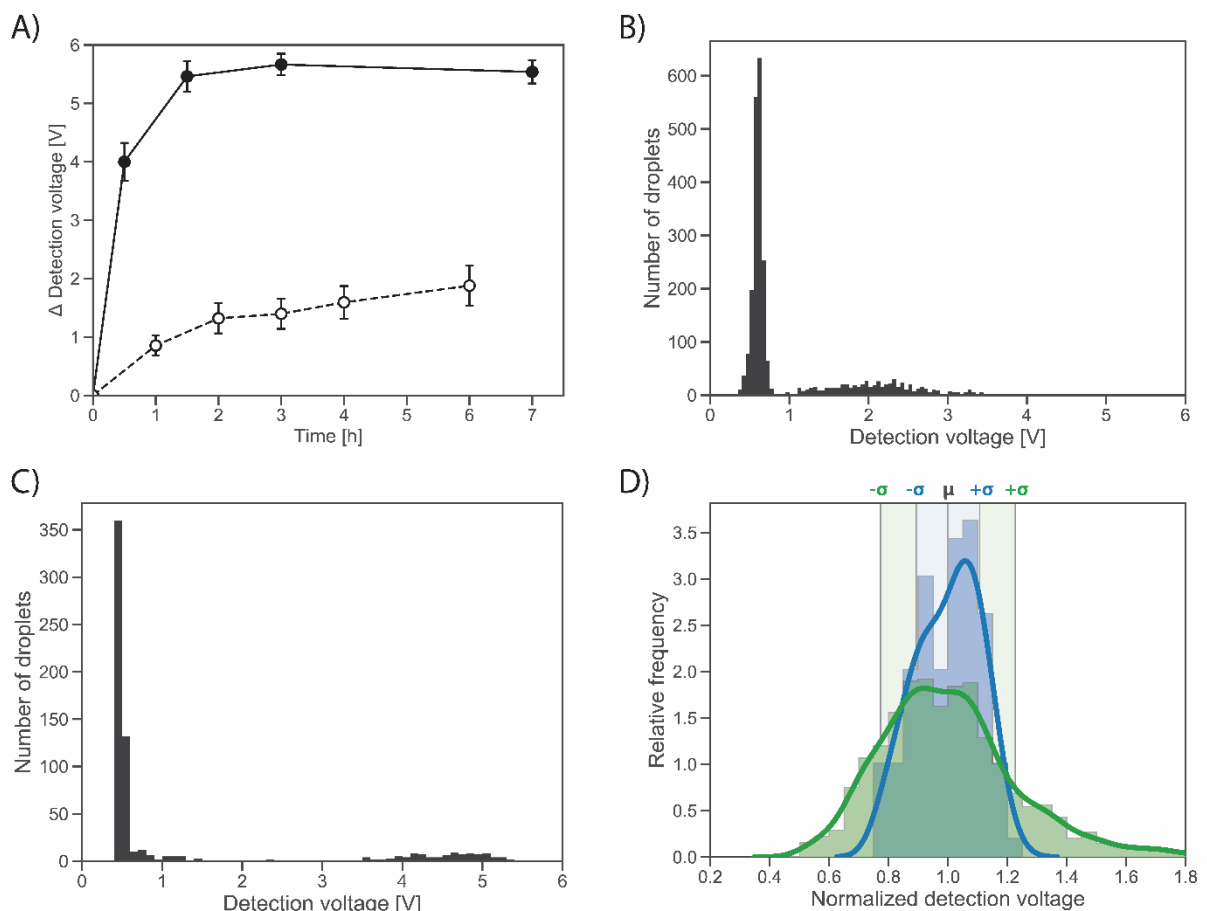 A)
6
5
4
3
2
1
0
Δ Detection voltage [V]
0 1 2 3 4 5 6 7
Time [h]
B)
600
500
400
300
200
100
0
Number of droplets
0 1 2 3 4 5 6
Detection voltage [V]
C)
350
300
250
200
150
100
50
0
Number of droplets
0 1 2 3 4 5 6
Detection voltage [V]
D)
-σ -σ μ +σ +σ
3.5
3.0
2.5
2.0
1.5
1.0
0.5
0.0
Relative frequency
0.2 0.4 0.6 0.8 1.0 1.2 1.4 1.6 1.8
Normalized detection voltage